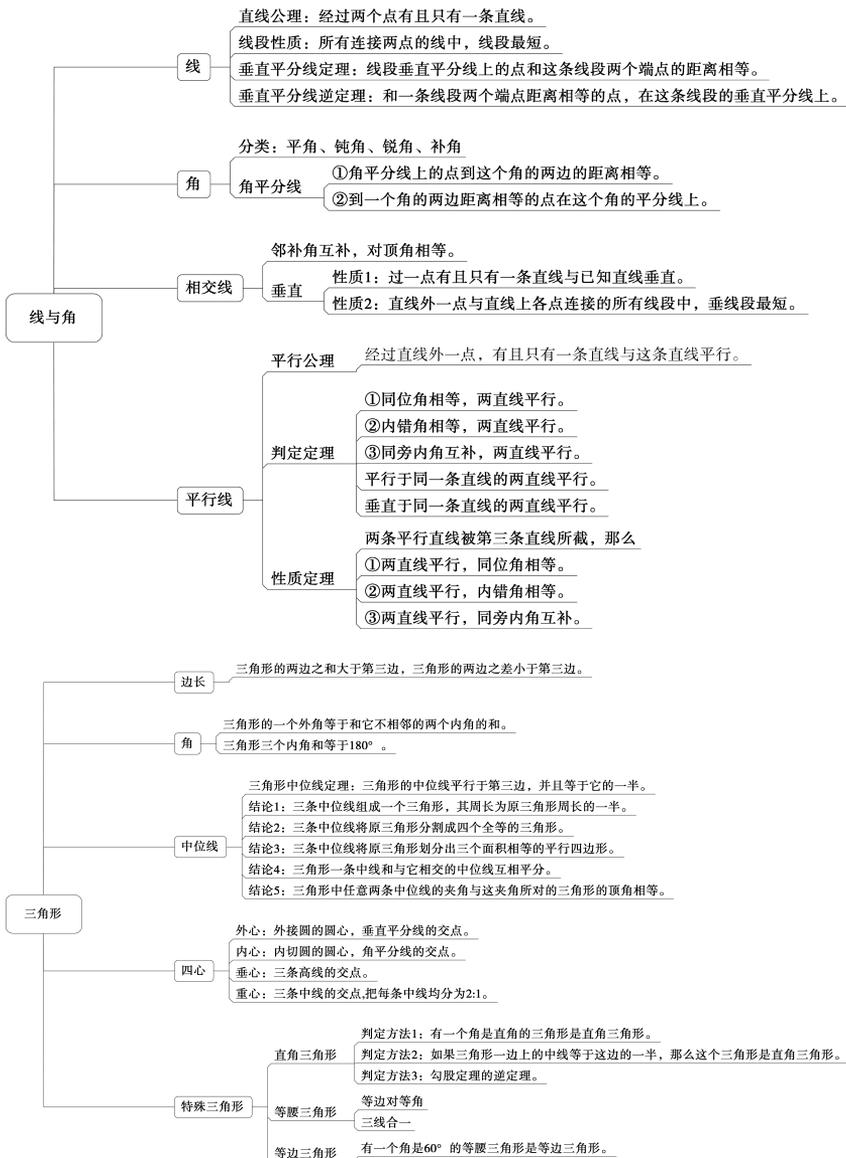 直线公理：经过两个点有且只有一条直线。
线段性质：所有连接两点的线中，线段最短。
线
垂直平分线定理：线段垂直平分线上的点和这条线段两个端点的距离相等。
垂直平分线逆定理：和一条线段两个端点距离相等的点，在这条线段的垂直平分线上。
分类：平角、钝角、锐角、补角
角
角平分线
①角平分线上的点到这个角的两边的距离相等。
②到一个角的两边距离相等的点在这个角的平分线上。
邻补角互补，对顶角相等。
相交线
垂直
性质1：过一点有且只有一条直线与已知直线垂直。
性质2：直线外一点与直线上各点连接的所有线段中，垂线段最短。
线与角
平行公理
经过直线外一点，有且只有一条直线与这条直线平行。
①同位角相等，两直线平行。
②内错角相等，两直线平行。
判定定理
③同旁内角互补，两直线平行。
平行于同一条直线的两直线平行。
平行线
垂直于同一条直线的两直线平行。
两条平行直线被第三条直线所截，那么
①两直线平行，同位角相等。
性质定理
②两直线平行，内错角相等。
③两直线平行，同旁内角互补。
边长
三角形的两边之和大于第三边，三角形的两边之差小于第三边。
三角形的一个外角等于和它不相邻的两个内角的和。
角
三角形三个内角和等于180°。
三角形中位线定理：三角形的中位线平行于第三边，并且等于它的一半。
结论1：三条中位线组成一个三角形，其周长为原三角形周长的一半。
结论2：三条中位线将原三角形分割成四个全等的三角形。
中位线
结论3：三条中位线将原三角形划分出三个面积相等的平行四边形。
结论4：三角形一条中线和与它相交的中位线互相平分。
结论5：三角形中任意两条中位线的夹角与这夹角所对的三角形的顶角相等。
三角形
外心：外接圆的圆心，垂直平分线的交点。
内心：内切圆的圆心，角平分线的交点。
四心
垂心：三条高线的交点。
重心：三条中线的交点,把每条中线均分为2:1。
判定方法1：有一个角是直角的三角形是直角三角形。
直角三角形
判定方法2：如果三角形一边上的中线等于这边的一半，那么这个三角形是直角三角形。
判定方法3：勾股定理的逆定理。
特殊三角形
等腰三角形
等边对等角
三线合一
等边三角形
有一个角是60°的等腰三角形是等边三角形。